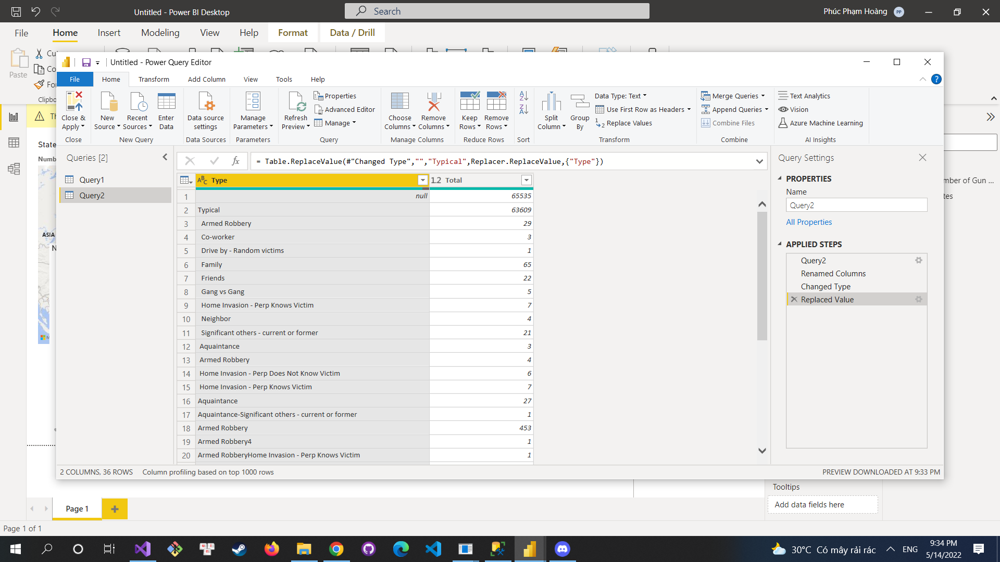 Untitled - Power BI Desktop
Search
Phúc Phạm Hoàng
PP
File
Home
Insert
Modeling
View
Help
Format
Data / Drill
Paste
Untitled - Power Query Editor
File
Home
Transform
Add Column
View
Tools
Help
Close & Apply
New Source
Recent Sources
Enter Data
Data source settings
Manage Parameters
Refresh Preview
Properties
Advanced Editor
Manage
Choose Columns
Remove Columns
Keep Rows
Remove Rows
Split Column
Group By
Data Type: Text
Use First Row as Headers
Replace Values
Merge Queries
Append Queries
Combine Files
Text Analytics
Vision
Azure Machine Learning
Close
New Query
Data Sources
Parameters
Query
Manage Columns
Reduce Rows
Sort
Transform
Combine
AI Insights
Queries [2]
Query1
Query2
fx
= Table.ReplaceValue(#"Changed Type","","Typical",Replacer.ReplaceValue,{"Type"})
ABC Type
1.2 Total
1 null 65535
2 Typical 63609
3 Armed Robbery 29
4 Co-worker 3
5 Drive by - Random victims 1
6 Family 65
7 Friends 22
8 Gang vs Gang 5
9 Home Invasion - Perp Knows Victim 7
10 Neighbor 4
11 Significant others - current or former 21
12 Aquaintance 3
13 Armed Robbery 4
14 Home Invasion - Perp Does Not Know Victim 6
15 Home Invasion - Perp Knows Victim 7
16 Aquaintance 27
17 Aquaintance-Significant others - current or former 1
18 Armed Robbery 453
19 Armed Robbery4 1
20 Armed RobberyHome Invasion - Perp Knows Victim 1
Query Settings
PROPERTIES
Name
Query2
All Properties
APPLIED STEPS
Query2
Renamed Columns
Changed Type
Replaced Value
2 COLUMNS, 36 ROWS
Column profiling based on top 1000 rows
PREVIEW DOWNLOADED AT 9:33 PM
State
ASIA
Tooltips
Add data fields here
Page 1
Page 1 of 1
30°C Có mây rải rác
ENG
9:34 PM
5/14/2022